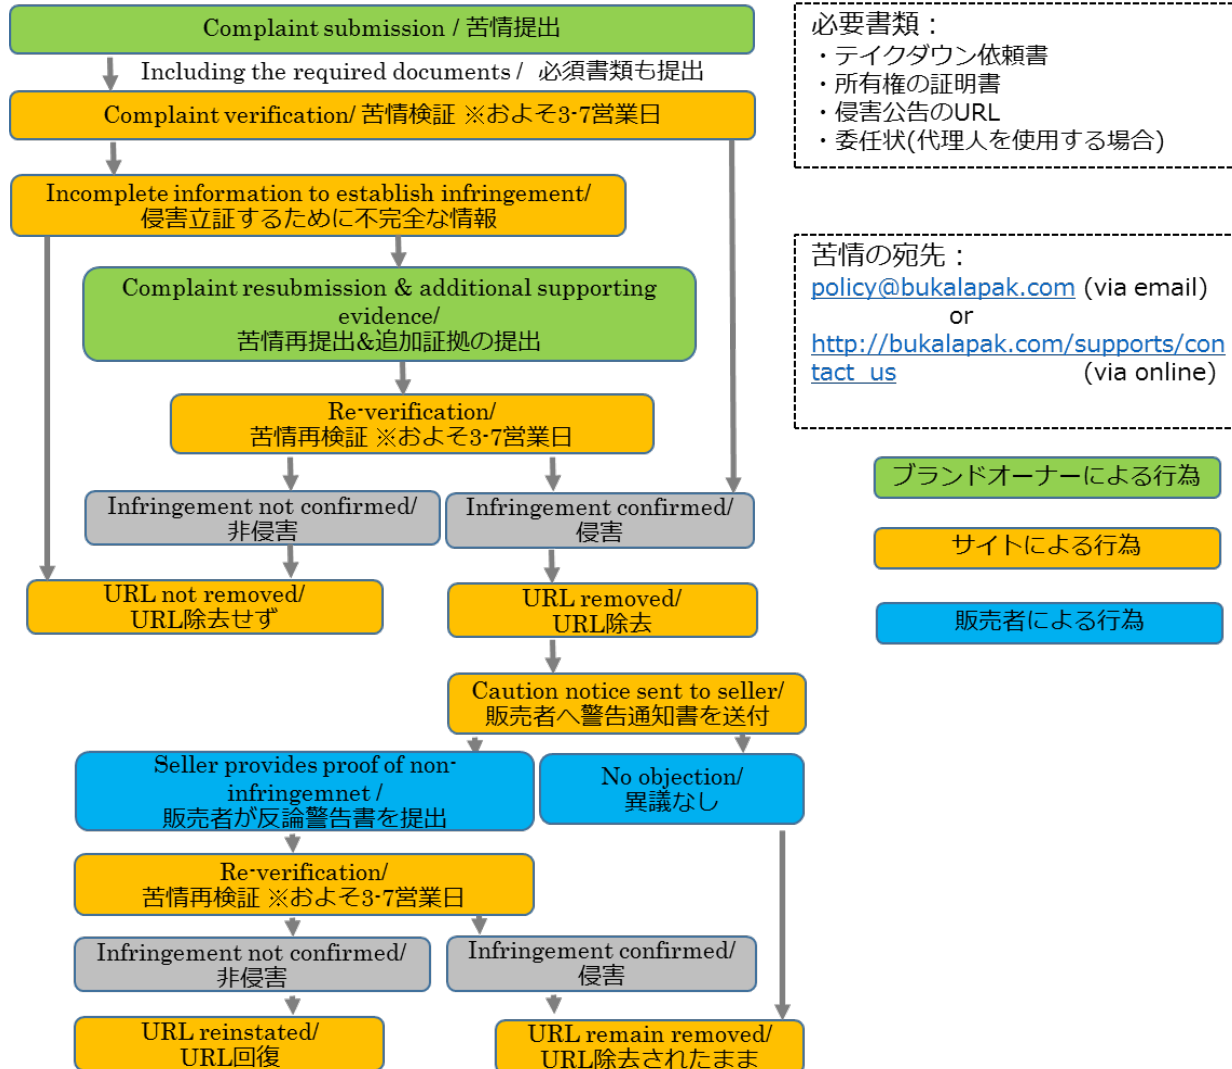 Complaint submission / 苦情提出
Including the required documents / 必須書類も提出
Complaint verification/ 苦情検証 ※およそ3-7営業日
Incomplete information to establish infringement/
侵害立証するために不完全な情報
Complaint resubmission & additional supporting
evidence/
苦情再提出&追加証拠の提出
Re-verification/
苦情再検証 ※およそ3-7営業日
Infringement not confirmed/
非侵害
Infringement confirmed/
侵害
URL not removed/
URL除去せず
URL removed/
URL除去
Caution notice sent to seller/
販売者へ警告通知書を送付
Seller provides proof of non-
infringemnet /
販売者が反論警告書を提出
No objection/
異議なし
Re-verification/
苦情再検証 ※およそ3-7営業日
Infringement not confirmed/
非侵害
Infringement confirmed/
侵害
URL reinstated/
URL回復
URL remain removed/
URL除去されたまま
必要書類：
・テイクダウン依頼書
・所有権の証明書
・侵害公告のURL
・委任状(代理人を使用する場合)
苦情の宛先：
policy@bukalapak.com (via email)
or
http://bukalapak.com/supports/con
tact_us (via online)
ブランドオーナーによる行為
サイトによる行為
販売者による行為